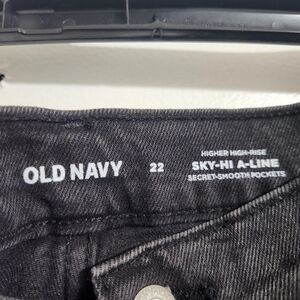 OLD NAVY 22
HIGHER HIGH-RISE
SKY-HI A-LINE
SECRET-SMOOTH POCKETS